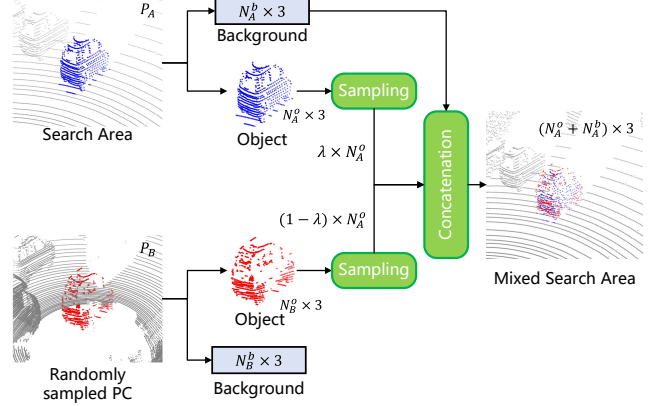 P_A
N_A^b × 3
Background
Search Area
N_A^o × 3
Object
Sampling
λ × N_A^o
(1 − λ) × N_A^o
Concatenation
(N_A^o + N_A^b) × 3
Mixed Search Area
P_B
Sampling
N_B^o × 3
Object
N_B^b × 3
Background
Randomly
sampled PC